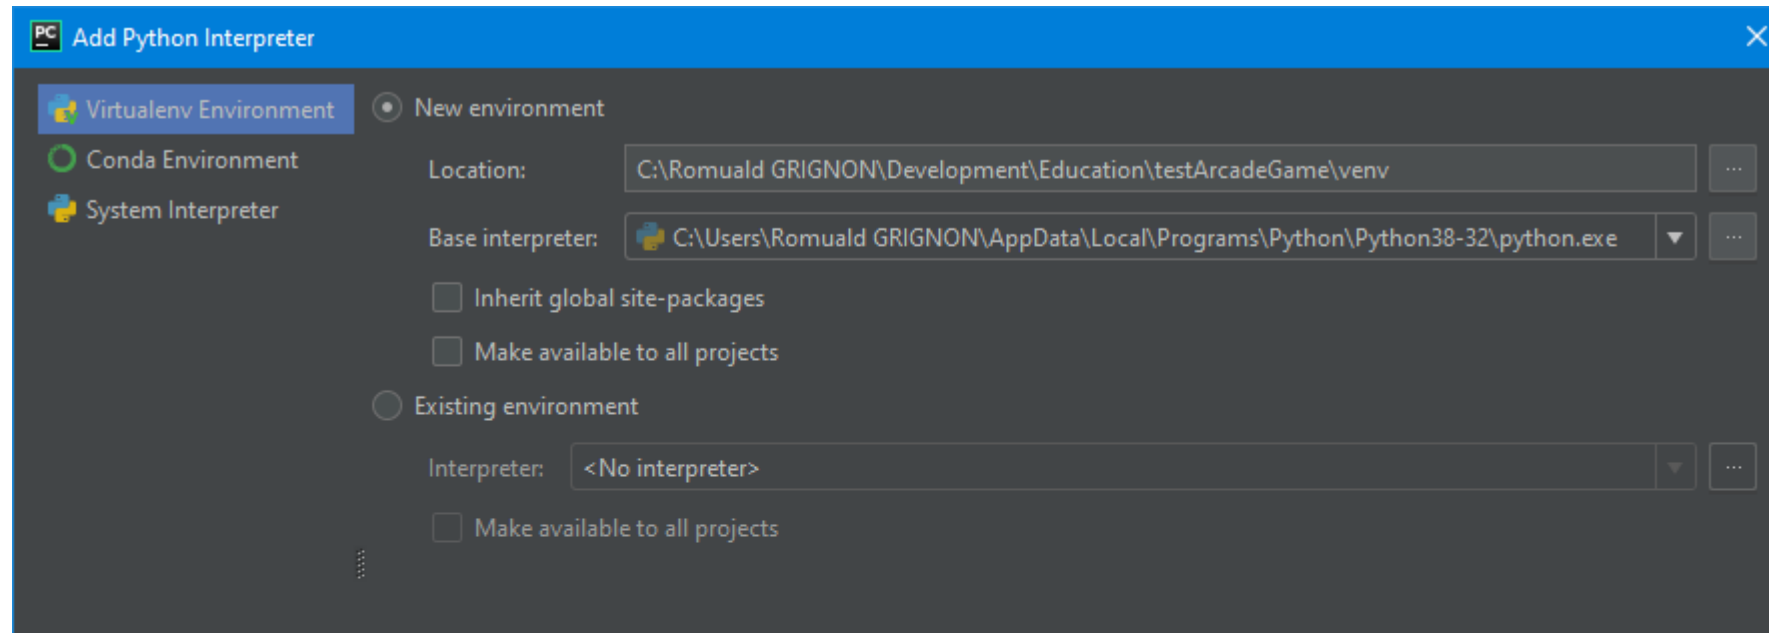 PC Add Python Interpreter
Virtualenv Environment
Conda Environment
System Interpreter
New environment
Location: C:\Romuald GRIGNON\Development\Education\testArcadeGame\venv ...
Base interpreter: C:\Users\Romuald GRIGNON\AppData\Local\Programs\Python\Python38-32\python.exe ...
Inherit global site-packages
Make available to all projects
Existing environment
Interpreter: <No interpreter> ...
Make available to all projects